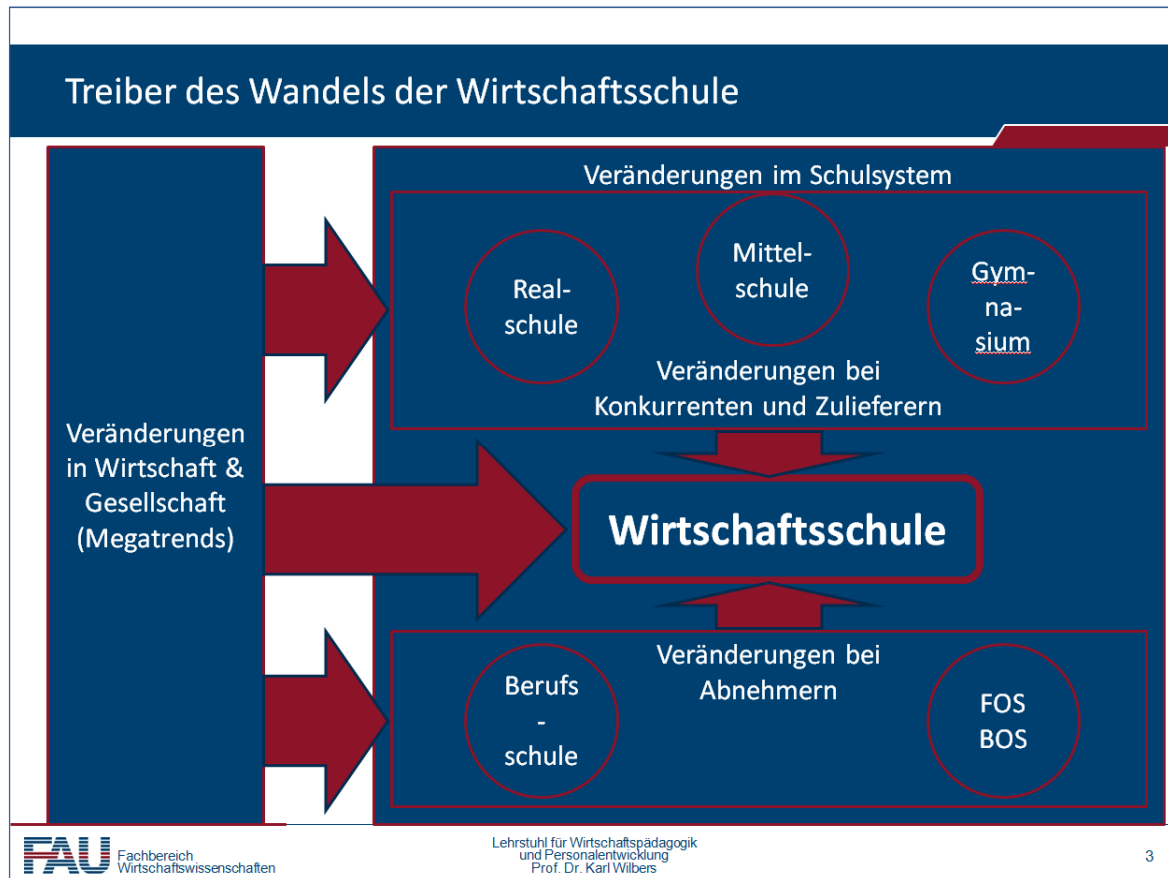 Treiber des Wandels der Wirtschaftsschule
Veränderungen
in Wirtschaft &
Gesellschaft
(Megatrends)
Veränderungen im Schulsystem
Real-
schule
Mittel-
schule
Gym-
na-
sium
Veränderungen bei
Konkurrenten und Zulieferern
Wirtschaftsschule
Veränderungen bei
Abnehmern
Berufs
-
schule
FOS
BOS
FAU
Fachbereich
Wirtschaftswissenschaften
Lehrstuhl für Wirtschaftspädagogik
und Personalentwicklung
Prof. Dr. Karl Wilbers
3